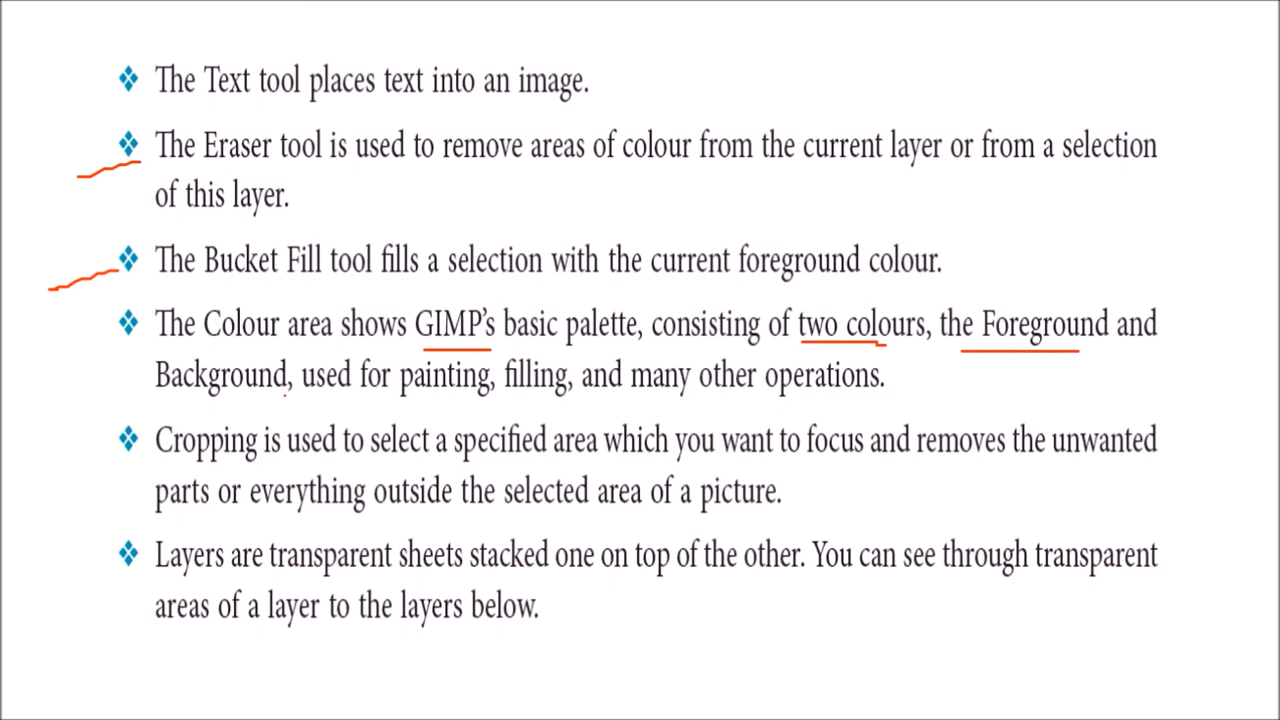 ❖ The Text tool places text into an image.
❖ The Eraser tool is used to remove areas of colour from the current layer or from a selection
of this layer.
❖ The Bucket Fill tool fills a selection with the current foreground colour.
❖ The Colour area shows GIMP’s basic palette, consisting of two colours, the Foreground and
Background, used for painting, filling, and many other operations.
❖ Cropping is used to select a specified area which you want to focus and removes the unwanted
parts or everything outside the selected area of a picture.
❖ Layers are transparent sheets stacked one on top of the other. You can see through transparent
areas of a layer to the layers below.